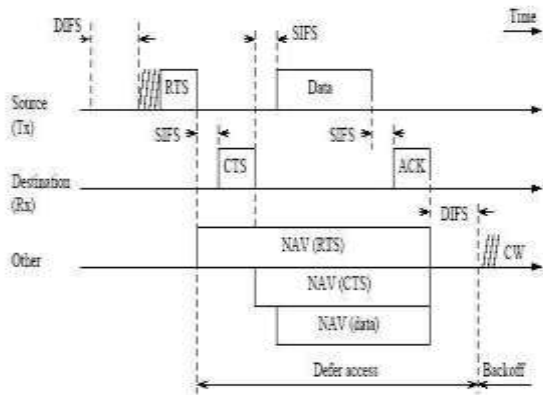 DIFS
SIFS
Time
RTS
Data
Source
(Tx)
SIFS
SIFS
CTS
ACK
Destination
(Rx)
DIFS
NAV (RTS)
Other
CW
NAV (CTS)
NAV (data)
Defer access
Backoff